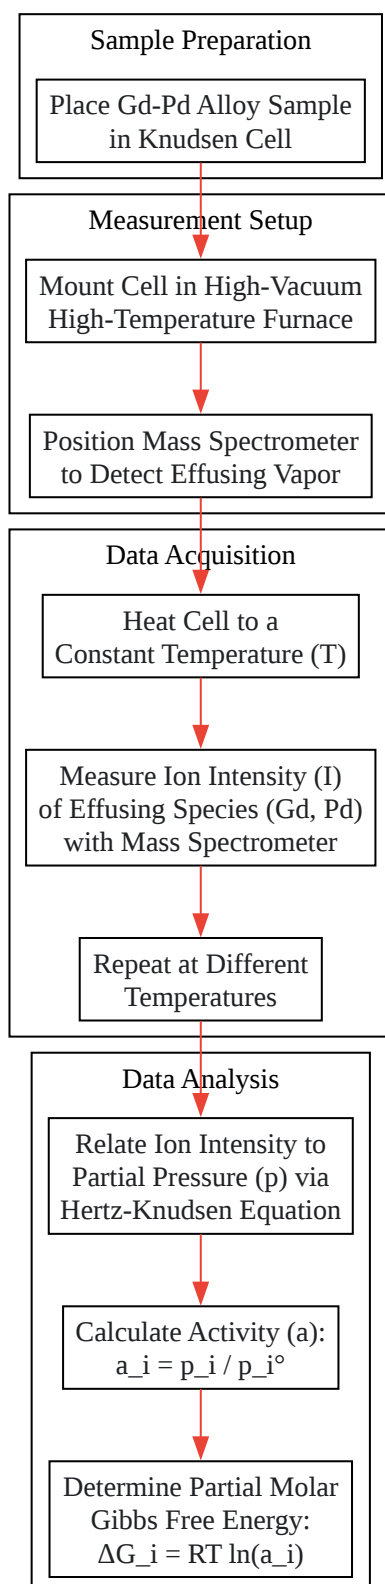 Sample Preparation
Place Gd-Pd Alloy Sample
in Knudsen Cell
Measurement Setup
Mount Cell in High-Vacuum
High-Temperature Furnace
Position Mass Spectrometer
to Detect Effusing Vapor
Data Acquisition
Heat Cell to a
Constant Temperature (T)
Measure Ion Intensity (I)
of Effusing Species (Gd, Pd)
with Mass Spectrometer
Repeat at Different
Temperatures
Data Analysis
Relate Ion Intensity to
Partial Pressure (p) via
Hertz-Knudsen Equation
Calculate Activity (a):
a_i = p_i / p_i°
Determine Partial Molar
Gibbs Free Energy:
ΔG_i = RT ln(a_i)